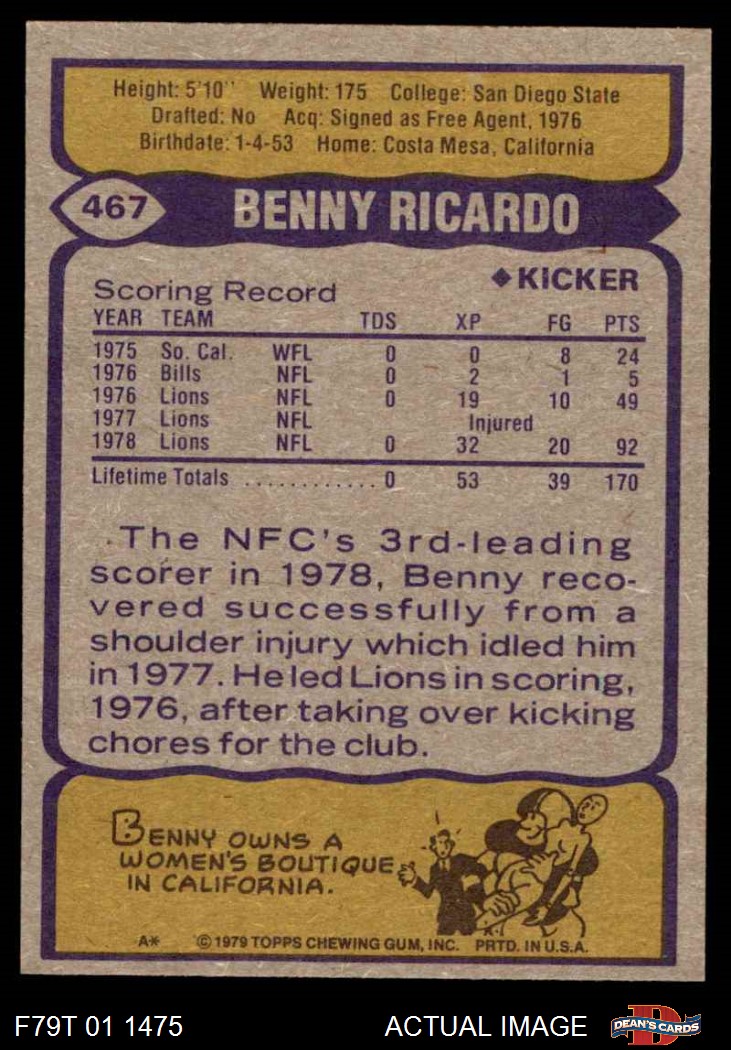 Height: 5'10'' Weight: 175 College: San Diego State
Drafted: No Acq: Signed as Free Agent, 1976
Birthdate: 1-4-53 Home: Costa Mesa, California
467 BENNY RICARDO
◆KICKER
Scoring Record
YEAR TEAM TDS XP FG PTS
1975 So. Cal. WFL 0 0 8 24
1976 Bills NFL 0 2 1 5
1976 Lions NFL 0 19 10 49
1977 Lions NFL Injured
1978 Lions NFL 0 32 20 92
Lifetime Totals ............ 0 53 39 170
The NFC's 3rd-leading
scorer in 1978, Benny reco-
vered successfully from a
shoulder injury which idled him
in 1977. He led Lions in scoring,
1976, after taking over kicking
chores for the club.
BENNY OWNS A
WOMEN'S BOUTIQUE
IN CALIFORNIA.
A* © 1979 TOPPS CHEWING GUM, INC. PRTD. IN U.S.A.
F79T 01 1475 ACTUAL IMAGE D DEAN'S CARDS